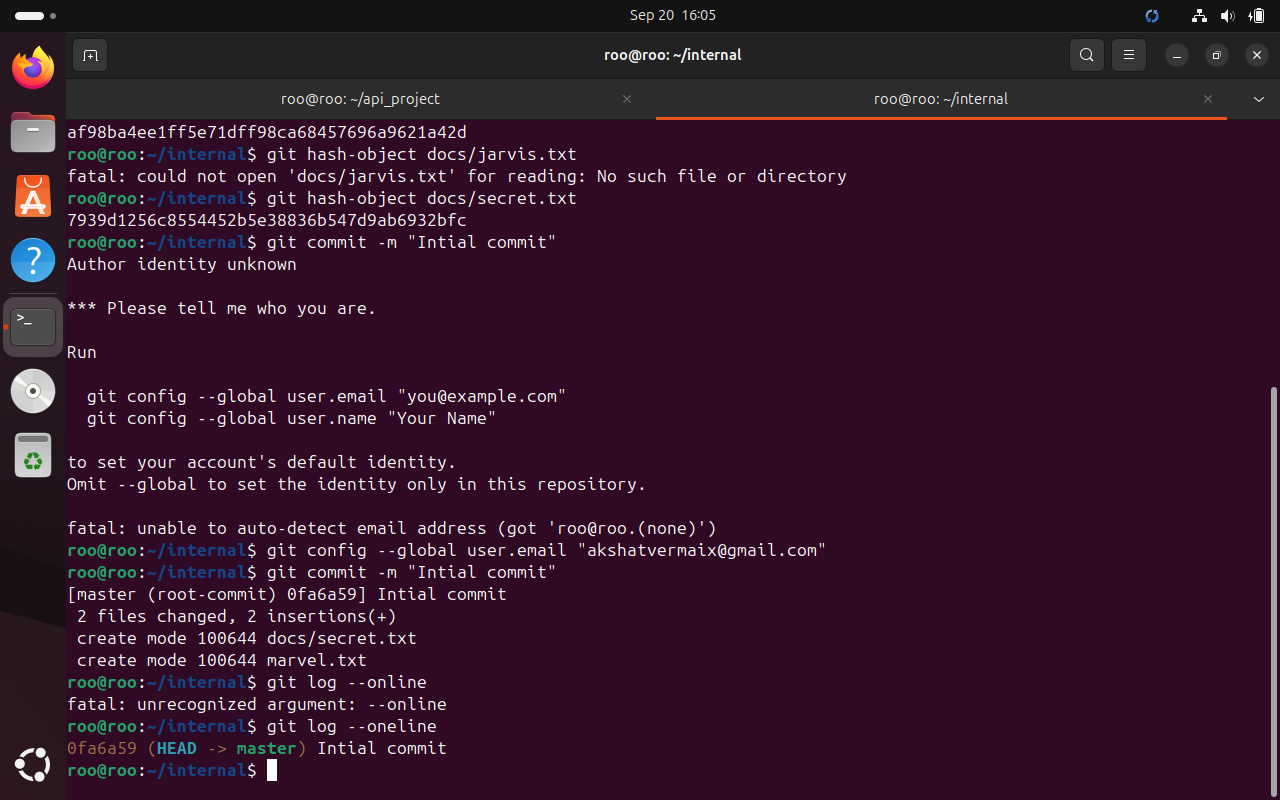 Sep 20 16:05
roo@roo: ~/internal
roo@roo: ~/api_project
roo@roo: ~/internal
af98ba4ee1ff5e71dff98ca68457696a9621a42d
roo@roo:~/internal$ git hash-object docs/jarvis.txt
fatal: could not open 'docs/jarvis.txt' for reading: No such file or directory
roo@roo:~/internal$ git hash-object docs/secret.txt
7939d1256c8554452b5e38836b547d9ab6932bfc
roo@roo:~/internal$ git commit -m "Intial commit"
Author identity unknown
*** Please tell me who you are.
Run
git config --global user.email "you@example.com"
git config --global user.name "Your Name"
to set your account's default identity.
Omit --global to set the identity only in this repository.
fatal: unable to auto-detect email address (got 'roo@roo.(none)')
roo@roo:~/internal$ git config --global user.email "akshatvermaix@gmail.com"
roo@roo:~/internal$ git commit -m "Intial commit"
[master (root-commit) 0fa6a59] Intial commit
2 files changed, 2 insertions(+)
create mode 100644 docs/secret.txt
create mode 100644 marvel.txt
roo@roo:~/internal$ git log --online
fatal: unrecognized argument: --online
roo@roo:~/internal$ git log --oneline
0fa6a59 (HEAD -> master) Intial commit
roo@roo:~/internal$